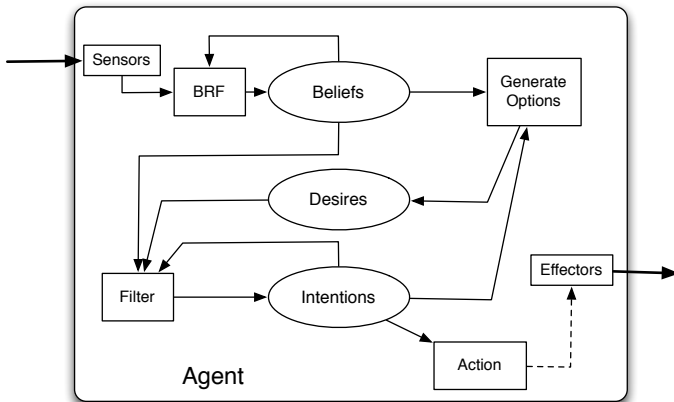 Sensors
BRF
Beliefs
Generate
Options
Desires
Filter
Intentions
Effectors
Action
Agent